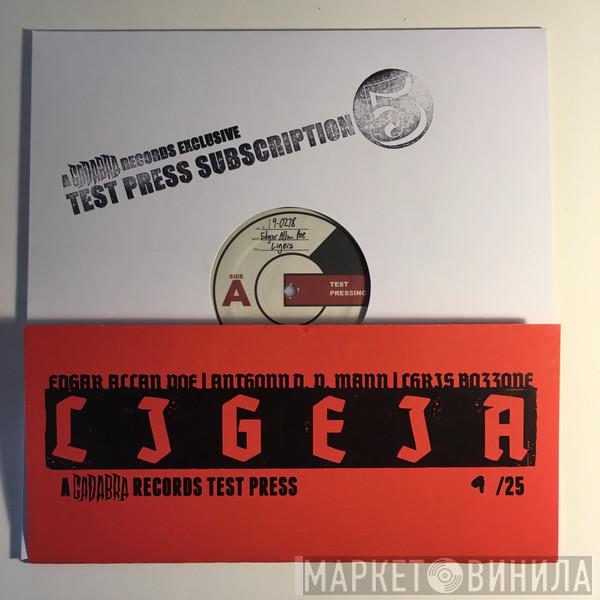 A CADABRA RECORDS EXCLUSIVE
TEST PRESS SUBSCRIPTION 3
19-0278
Edgar Allan Poe
Ligeia
SIDE
A
TEST
PRESSING
EDGAR ALLAN POE | ANTHONY D. P. MANN | CHRIS BOZZONE
LIGEIA
A CADABRA RECORDS TEST PRESS
9 /25
МАРКЕТ ВИНИЛА